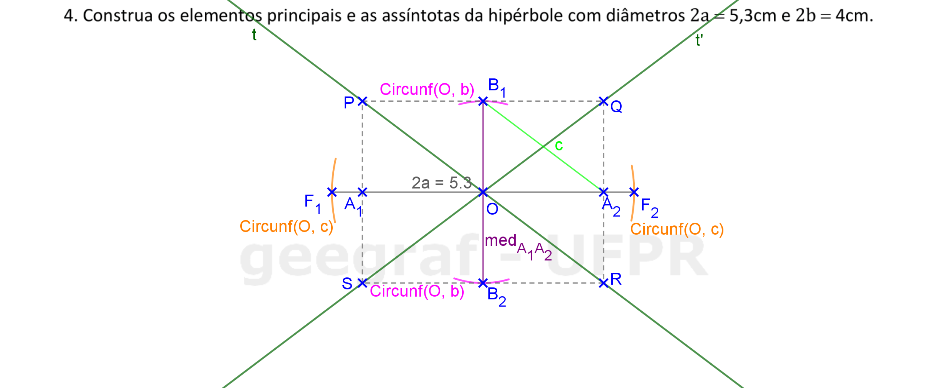 4. Construa os elementos principais e as assíntotas da hipérbole com diâmetros 2a = 5,3cm e 2b = 4cm.
t
t'
Circunf(O, b)
B1
P
Q
c
2a = 5.3
F1
A1
O
A2
F2
Circunf(O, c)
Circunf(O, c)
medA1A2
geegraf - UFPR
S
Circunf(O, b)
B2
R